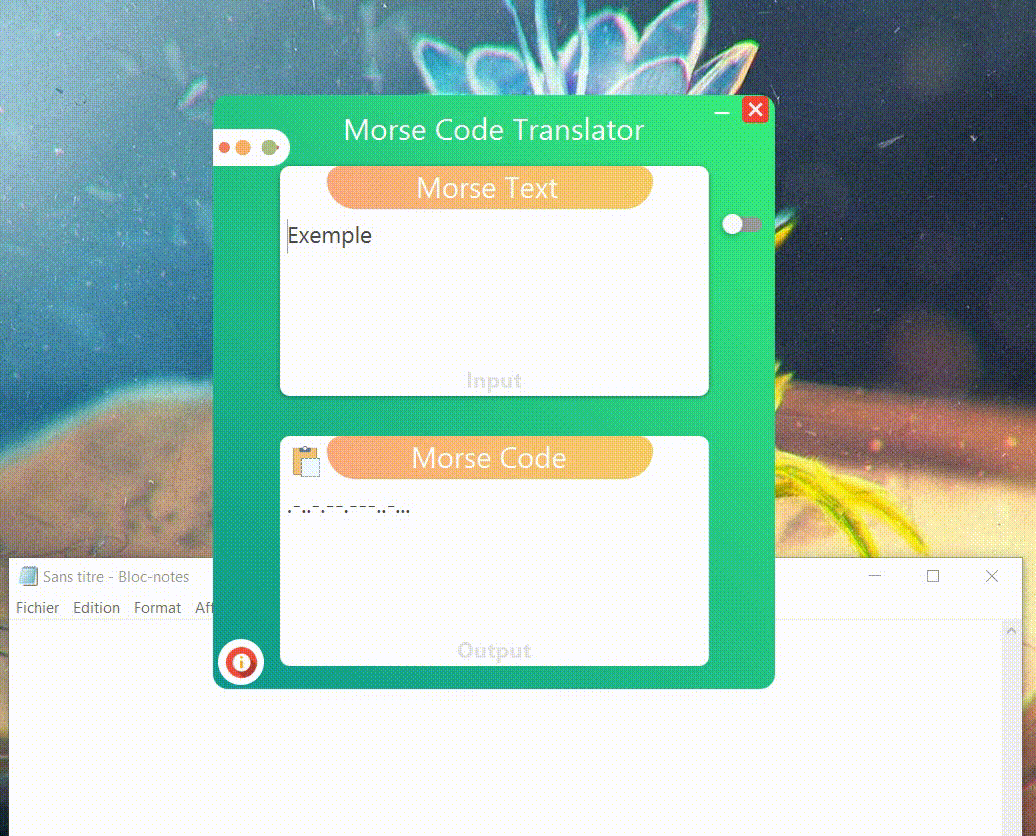 Morse Code Translator
Morse Text
Exemple
Input
Morse Code
.-..-.--.---..-...
Output
Sans titre - Bloc-notes
Fichier Edition Format Aff